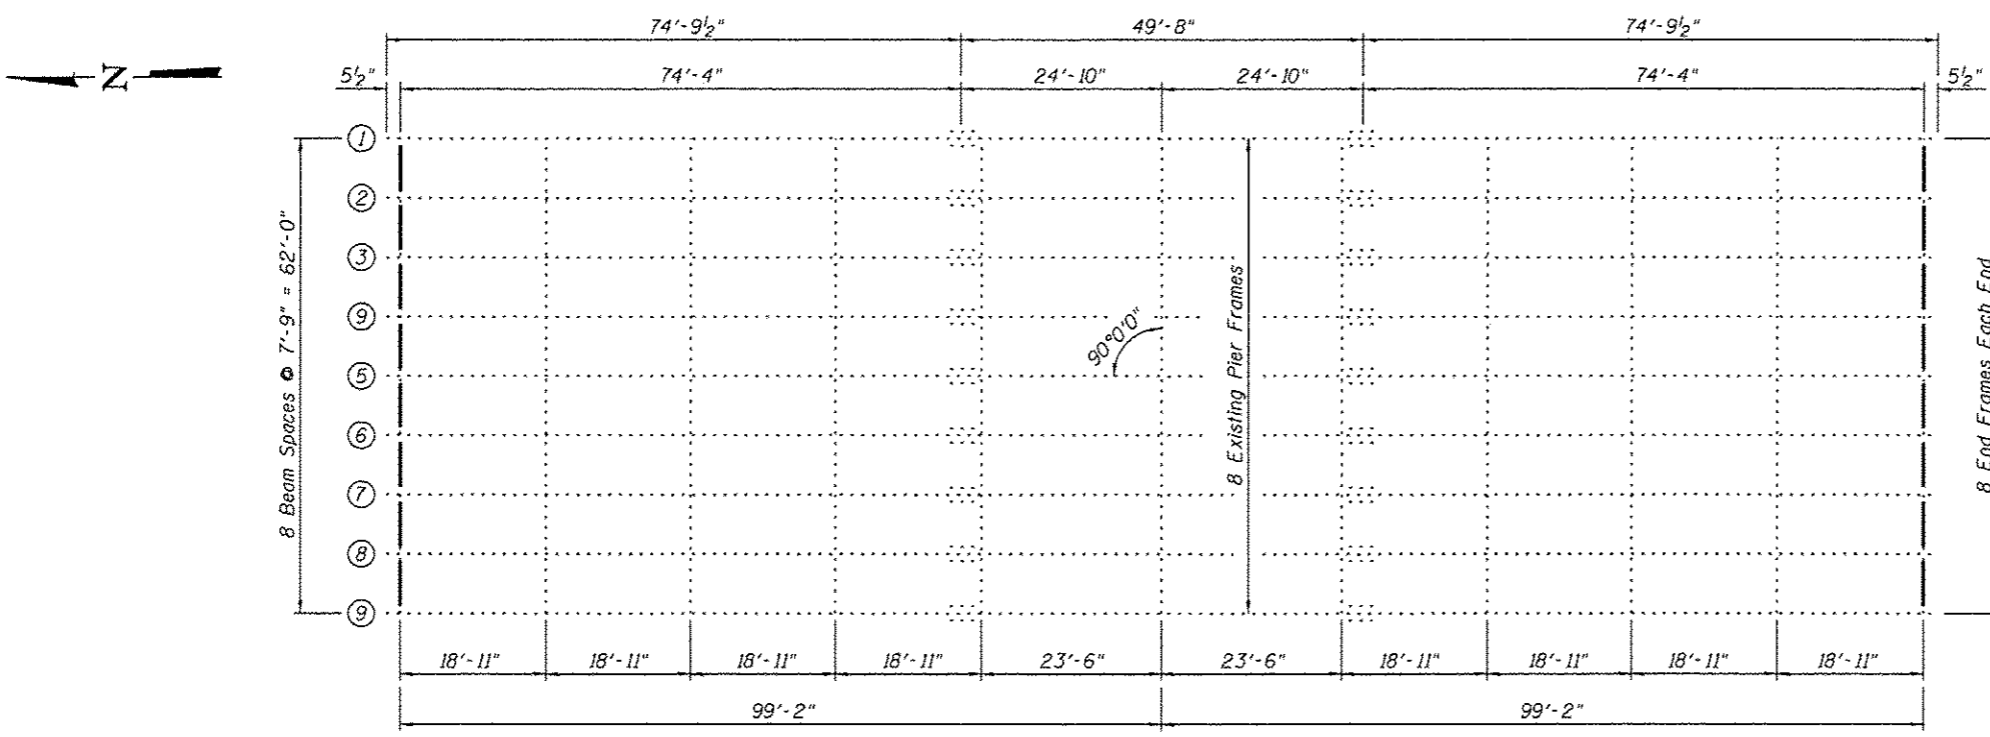 74'-9½" 49'-8" 74'-9½"
5½" 74'-4" 24'-10" 24'-10" 74'-4" 5½"
Z
1
2
3
9
5
6
7
8
9
8 Beam Spaces @ 7'-9" = 62'-0"
90°0'0"
8 Existing Pier Frames
8 End Frames Each End
18'-11" 18'-11" 18'-11" 18'-11" 23'-6" 23'-6" 18'-11" 18'-11" 18'-11" 18'-11"
99'-2" 99'-2"